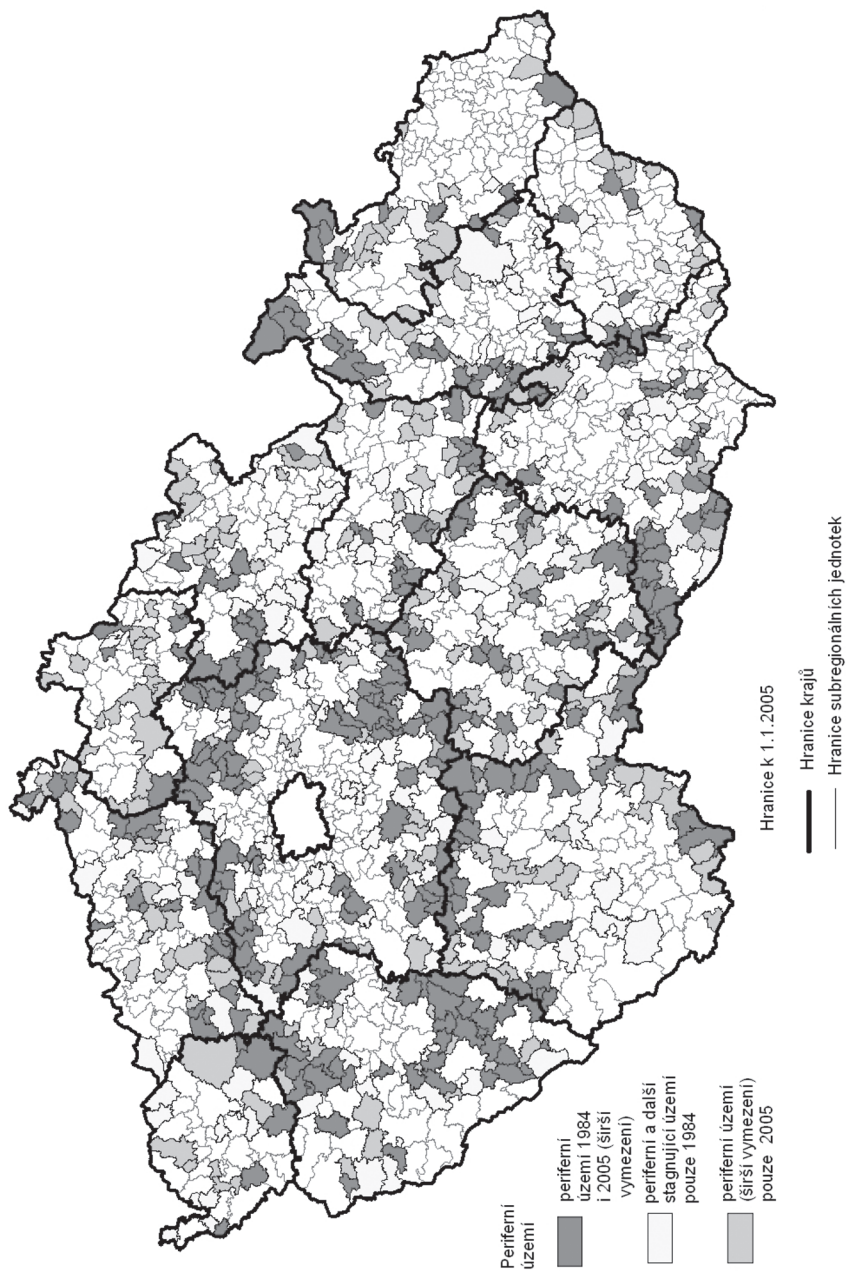 Hranice k 1.1.2005
Hranice krajů
Hranice subregionálních jednotek
Periferní
území
periferní
území 1984
i 2005 (širší
vymezení)
periferní a další
stagnující území
pouze 1984
periferní území
(širší vymezení)
pouze 2005